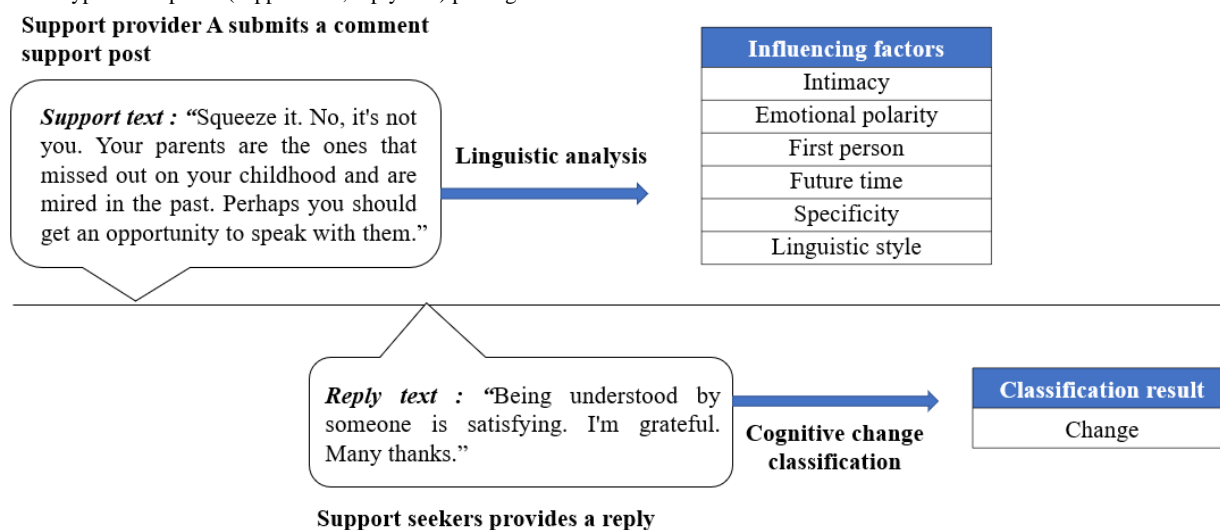 Support provider A submits a comment
support post
Support text : “Squeeze it. No, it's not
you. Your parents are the ones that
missed out on your childhood and are
mired in the past. Perhaps you should
get an opportunity to speak with them.”
Linguistic analysis
Influencing factors
Intimacy
Emotional polarity
First person
Future time
Specificity
Linguistic style
Reply text : “Being understood by
someone is satisfying. I'm grateful.
Many thanks.”
Cognitive change
classification
Classification result
Change
Support seekers provides a reply